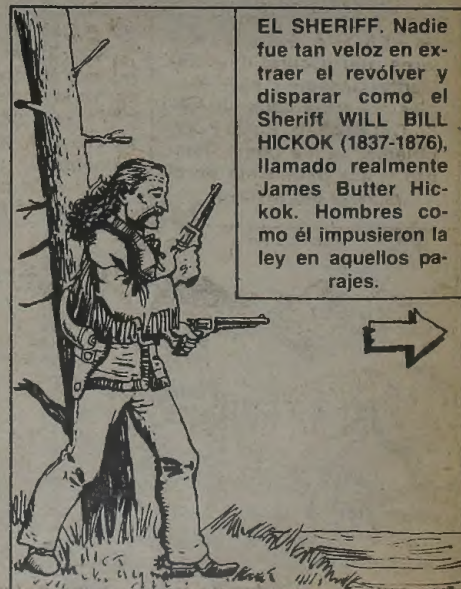 EL SHERIFF. Nadie
fue tan veloz en ex-
traer el revólver y
disparar como el
Sheriff WILL BILL
HICKOK (1837-1876),
llamado realmente
James Butter Hic-
kok. Hombres co-
mo él impusieron la
ley en aquellos pa-
rajes.